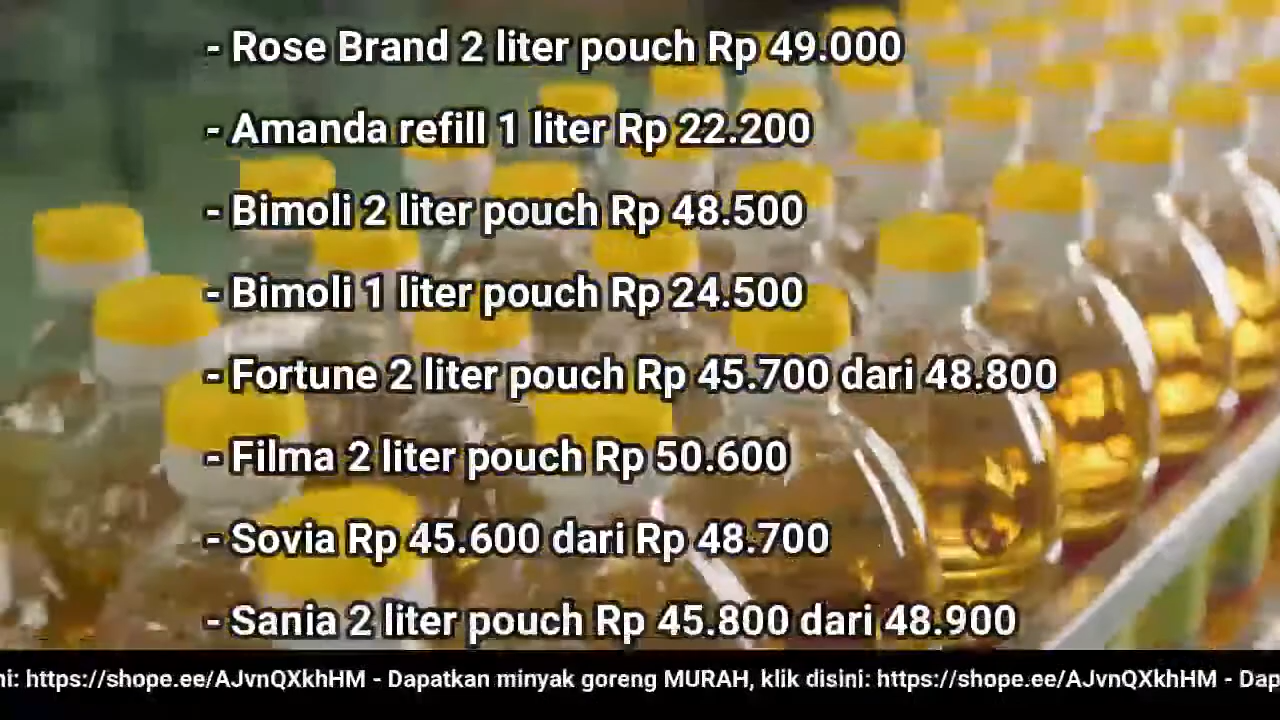 - Rose Brand 2 liter pouch Rp 49.000
- Amanda refill 1 liter Rp 22.200
- Bimoli 2 liter pouch Rp 48.500
- Bimoli 1 liter pouch Rp 24.500
- Fortune 2 liter pouch Rp 45.700 dari 48.800
- Filma 2 liter pouch Rp 50.600
- Sovia Rp 45.600 dari Rp 48.700
- Sania 2 liter pouch Rp 45.800 dari 48.900
ni: https://shope.ee/AJvnQXkhHM - Dapatkan minyak goreng MURAH, klik disini: https://shope.ee/AJvnQXkhHM - Dap